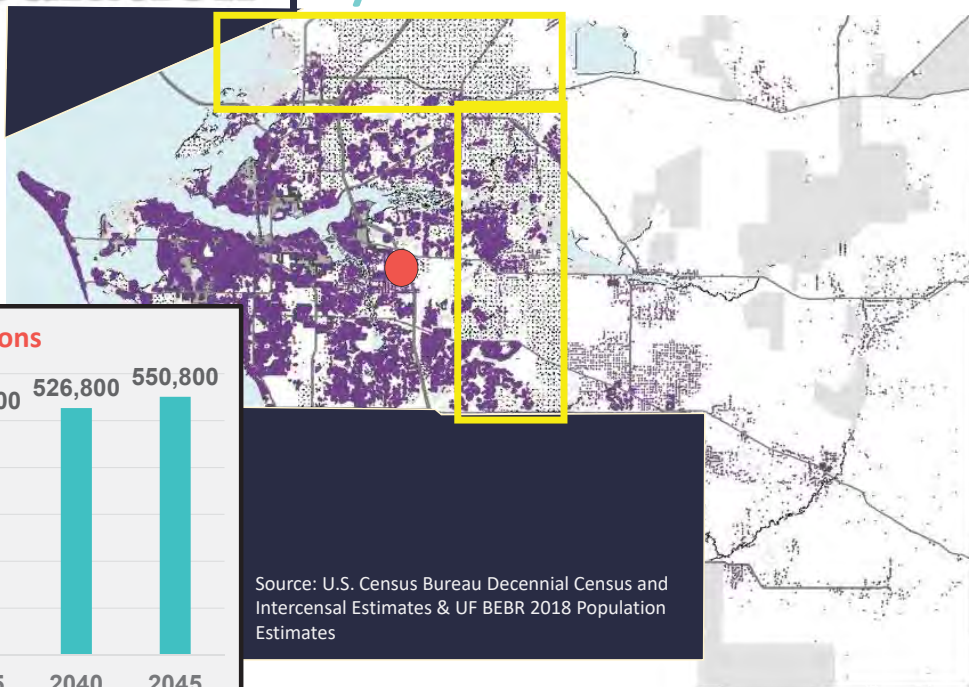 ons
00 526,800 550,800
5 2040 2045
Source: U.S. Census Bureau Decennial Census and
Intercensal Estimates & UF BEBR 2018 Population
Estimates